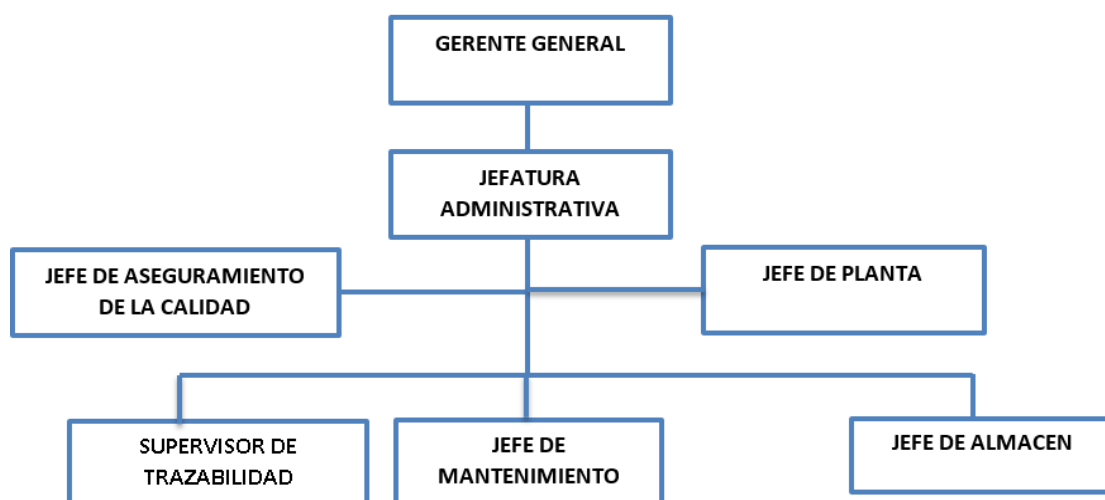 GERENTE GENERAL
JEFATURA
ADMINISTRATIVA
JEFE DE ASEGURAMIENTO
DE LA CALIDAD
JEFE DE PLANTA
SUPERVISOR DE
TRAZABILIDAD
JEFE DE
MANTENIMIENTO
JEFE DE ALMACEN